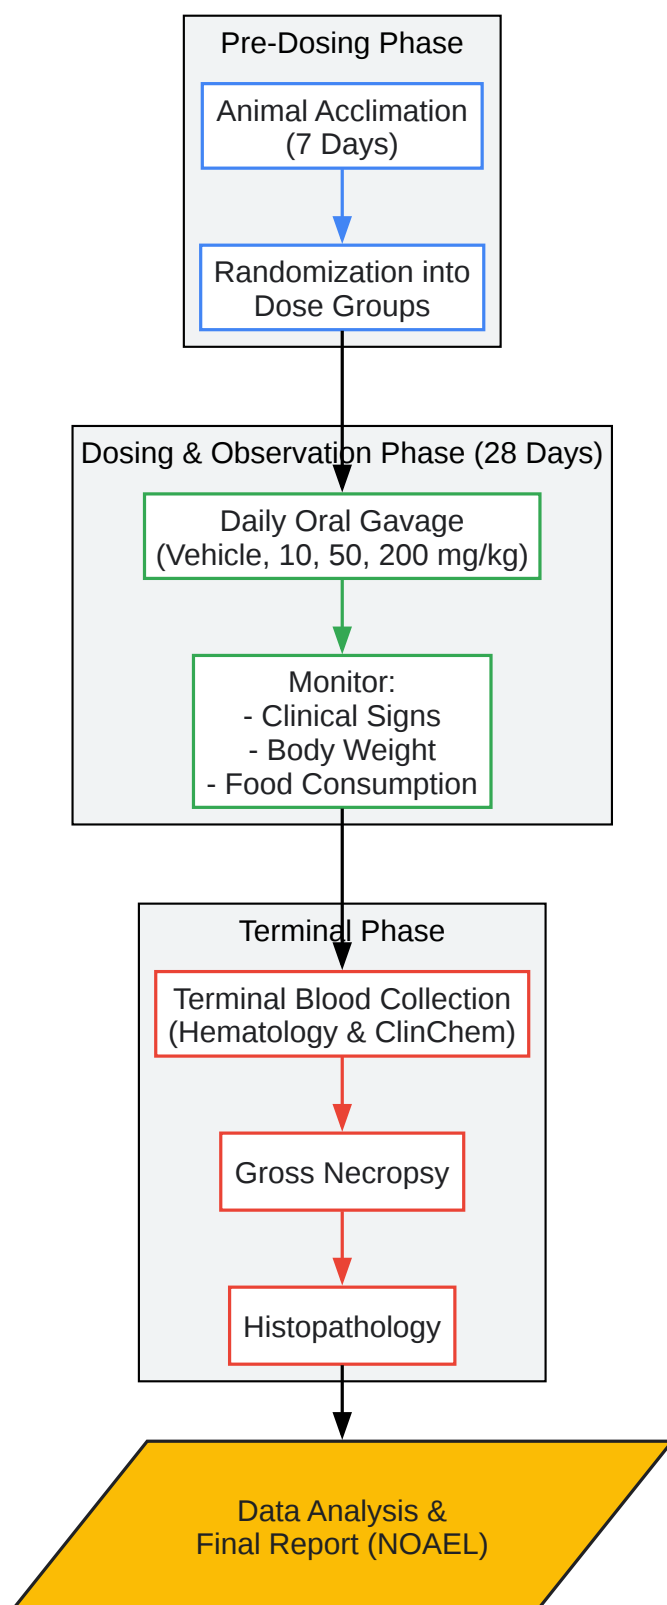 Pre-Dosing Phase
Animal Acclimation
(7 Days)
Randomization into
Dose Groups
Dosing & Observation Phase (28 Days)
Daily Oral Gavage
(Vehicle, 10, 50, 200 mg/kg)
Monitor:
- Clinical Signs
- Body Weight
- Food Consumption
Terminal Phase
Terminal Blood Collection
(Hematology & ClinChem)
Gross Necropsy
Histopathology
Data Analysis &
Final Report (NOAEL)